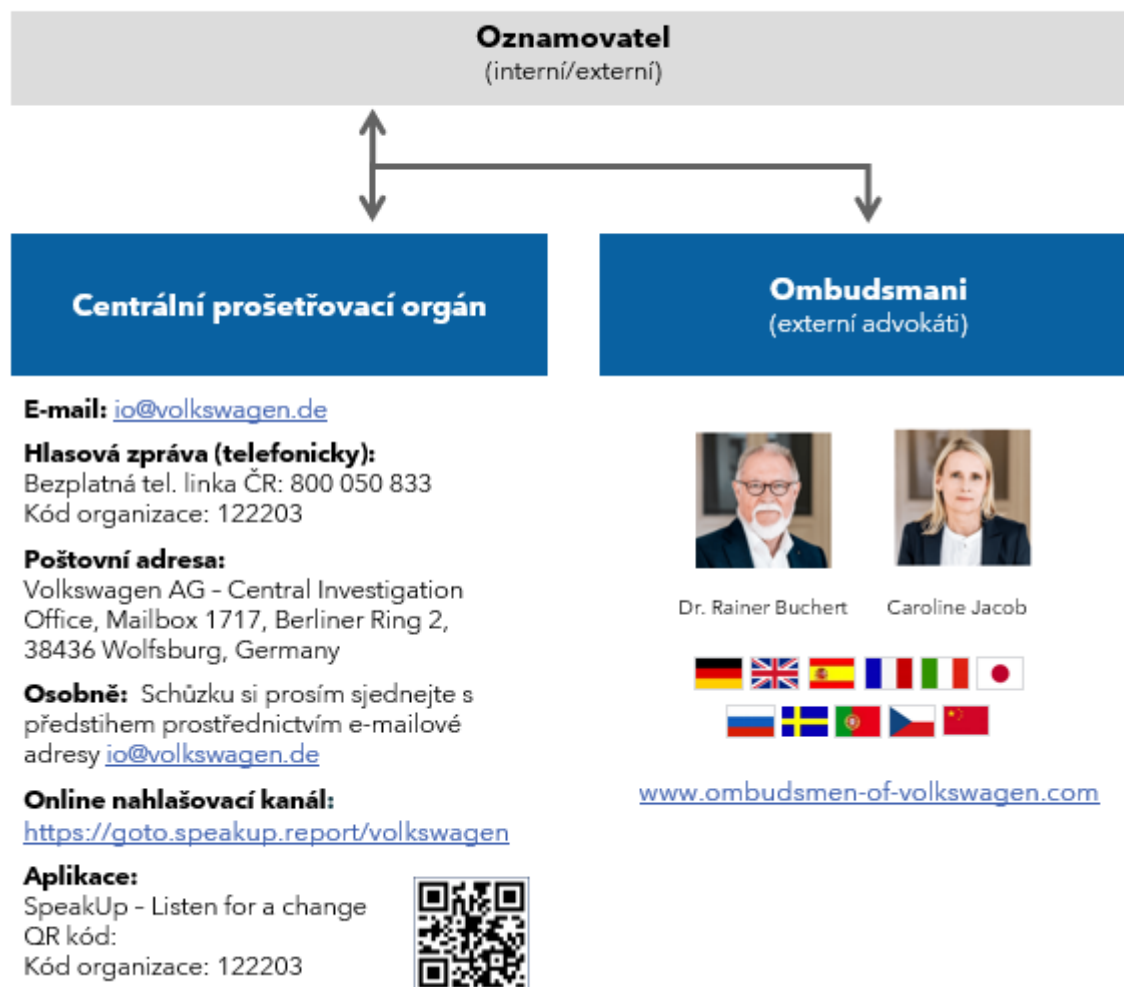 Oznamovatel
(interní/externí)
Centrální prošetřovací orgán
E-mail: io@volkswagen.de
Hlasová zpráva (telefonicky):
Bezplatná tel. linka ČR: 800 050 833
Kód organizace: 122203
Poštovní adresa:
Volkswagen AG – Central Investigation
Office, Mailbox 1717, Berliner Ring 2,
38436 Wolfsburg, Germany
Osobně: Schůzku si prosím sjednejte s
předstihem prostřednictvím e-mailové
adresy io@volkswagen.de
Online nahlašovací kanál:
https://goto.speakup.report/volkswagen
Aplikace:
SpeakUp – Listen for a change
QR kód:
Kód organizace: 122203
Ombudsmani
(externí advokáti)
Dr. Rainer Buchert
Caroline Jacob
www.ombudsmen-of-volkswagen.com